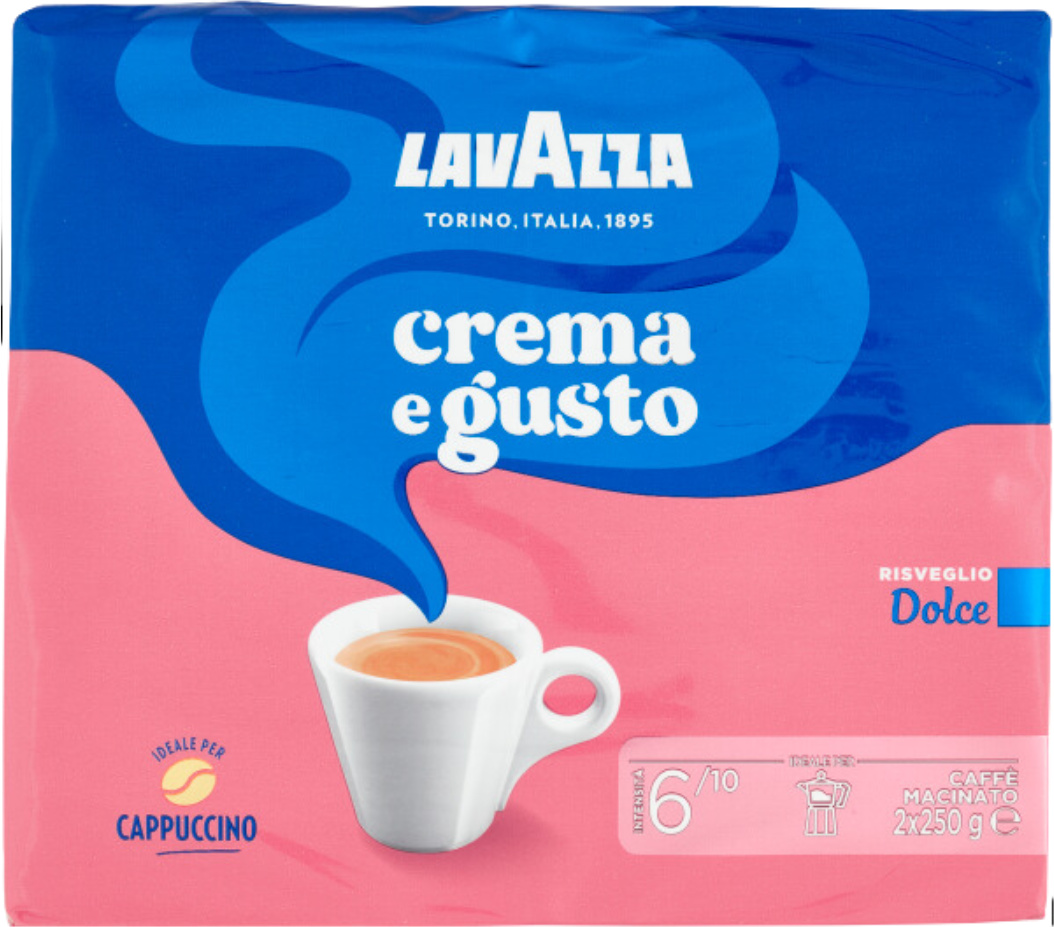 LAVAZZA
TORINO, ITALIA, 1895
crema
e gusto
RISVEGLIO
Dolce
IDEALE PER
CAPPUCCINO
INTENSITÀ
6/10
IDEALE PER
CAFFÈ
MACINATO
2x250 g ℮